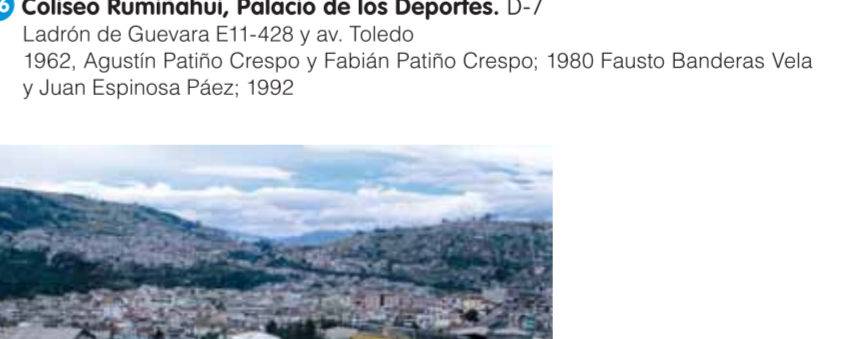 6 Coliseo Rumiñahui, Palacio de los Deportes. D-7
Ladrón de Guevara E11-428 y av. Toledo
1962, Agustín Patiño Crespo y Fabián Patiño Crespo; 1980 Fausto Banderas Vela
y Juan Espinosa Páez; 1992